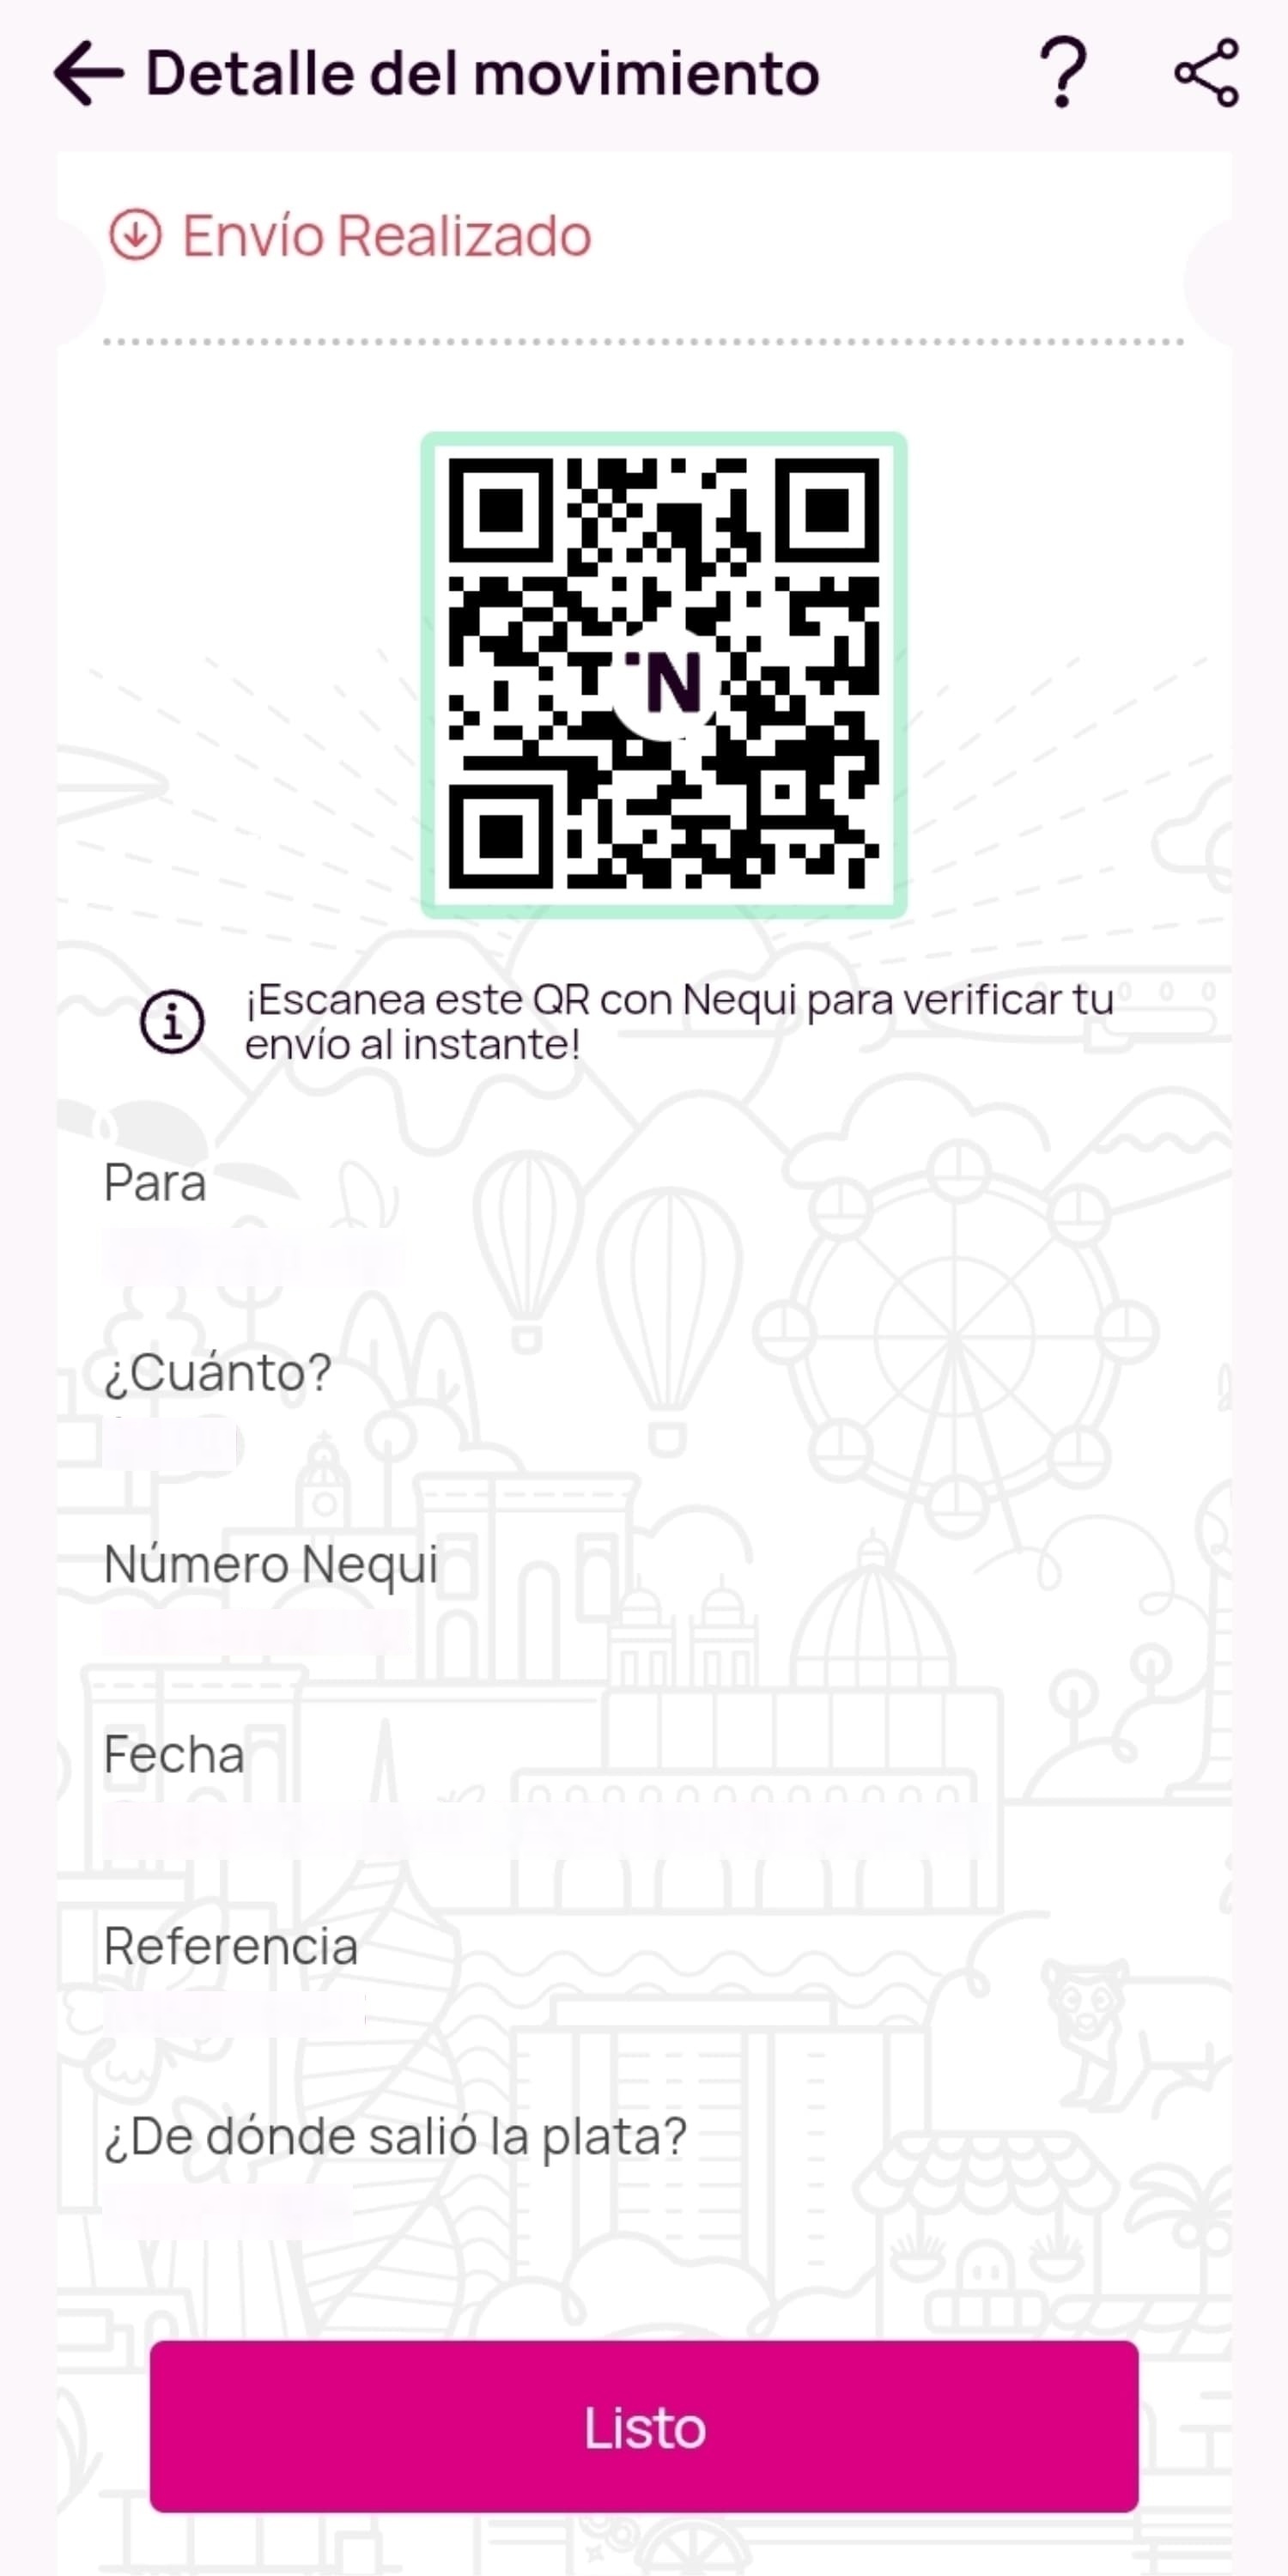 Detalle del movimiento
Envío Realizado
N
¡Escanea este QR con Nequi para verificar tu
envío al instante!
Para
¿Cuánto?
Número Nequi
Fecha
Referencia
¿De dónde salió la plata?
Listo